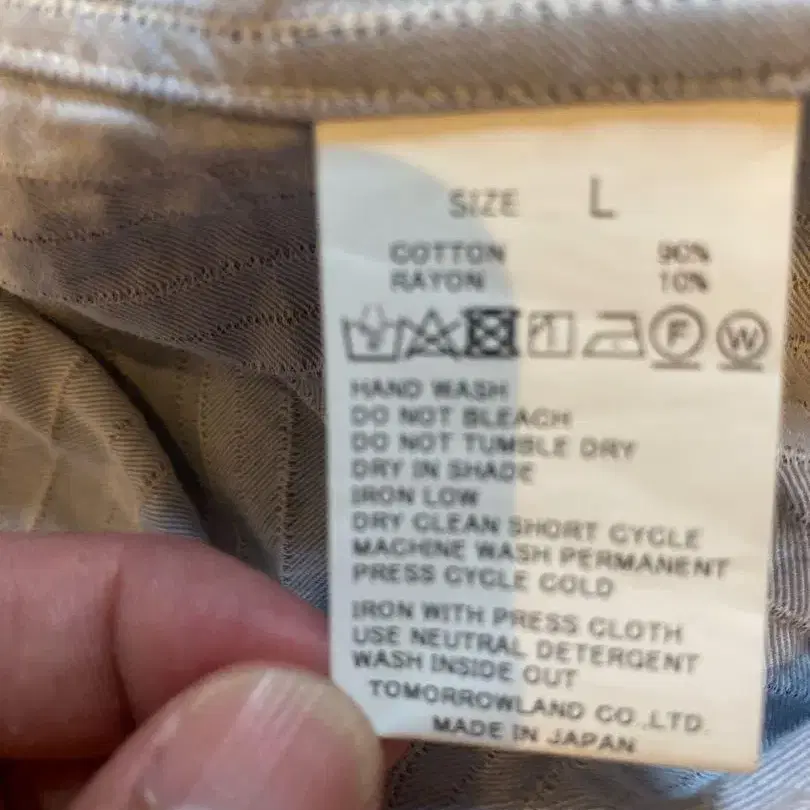 SIZE L
COTTON 90%
RAYON 10%
F W
HAND WASH
DO NOT BLEACH
DO NOT TUMBLE DRY
DRY IN SHADE
IRON LOW
DRY CLEAN SHORT CYCLE
MACHINE WASH PERMANENT
PRESS CYCLE COLD
IRON WITH PRESS CLOTH
USE NEUTRAL DETERGENT
WASH INSIDE OUT
TOMORROWLAND CO.,LTD.
MADE IN JAPAN